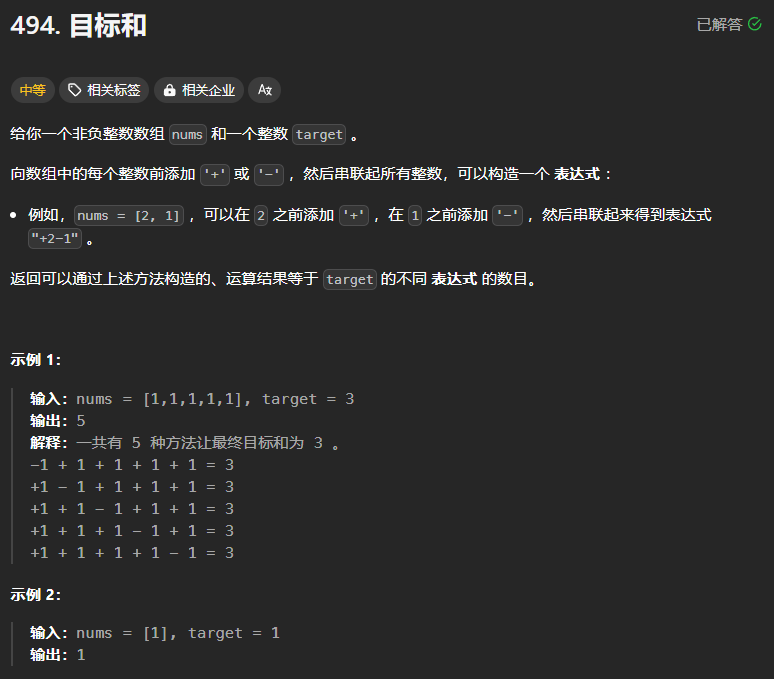 494. 目标和
已解答
中等 相关标签 相关企业 Aż
给你一个非负整数数组 nums 和一个整数 target 。
向数组中的每个整数前添加 '+' 或 '-' ，然后串联起所有整数，可以构造一个 表达式 ：
例如，nums = [2, 1] ，可以在 2 之前添加 '+' ，在 1 之前添加 '-' ，然后串联起来得到表达式
"+2-1" 。
返回可以通过上述方法构造的、运算结果等于 target 的不同 表达式 的数目。
示例 1：
输入：nums = [1,1,1,1,1], target = 3
输出：5
解释：一共有 5 种方法让最终目标和为 3 。
-1 + 1 + 1 + 1 + 1 = 3
+1 - 1 + 1 + 1 + 1 = 3
+1 + 1 - 1 + 1 + 1 = 3
+1 + 1 + 1 - 1 + 1 = 3
+1 + 1 + 1 + 1 - 1 = 3
示例 2：
输入：nums = [1], target = 1
输出：1